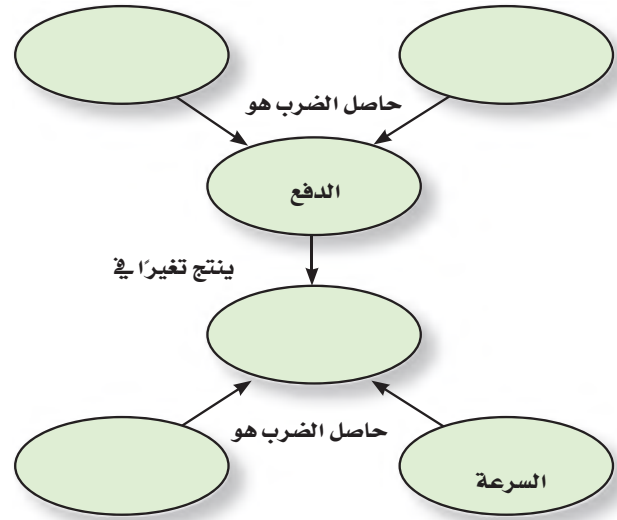 حاصل الضرب هو
الدفع
ينتج تغيرًا في
حاصل الضرب هو
السرعة